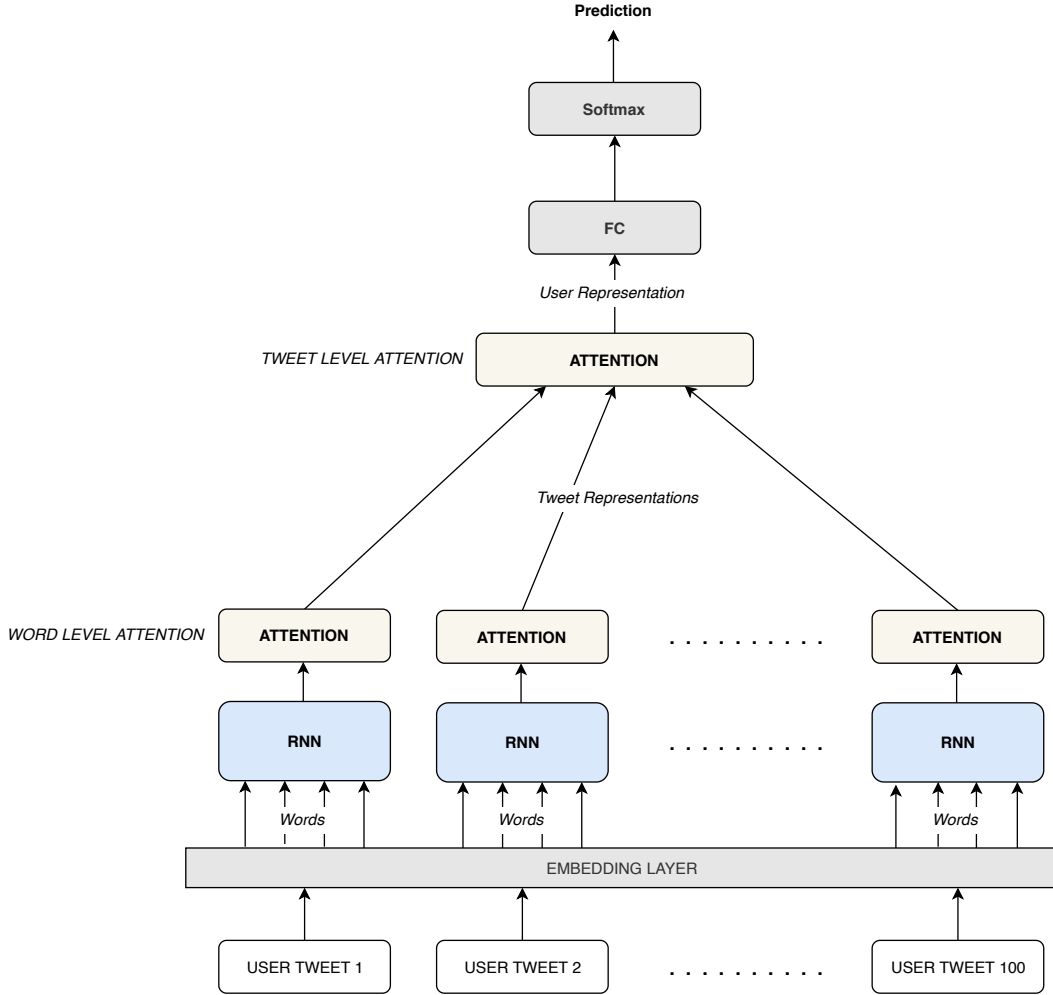 Prediction
Softmax
FC
User Representation
TWEET LEVEL ATTENTION
ATTENTION
Tweet Representations
WORD LEVEL ATTENTION
ATTENTION
ATTENTION
. . . . . . . . . .
ATTENTION
RNN
RNN
. . . . . . . . . .
RNN
Words
Words
Words
EMBEDDING LAYER
USER TWEET 1
USER TWEET 2
. . . . . . . . . .
USER TWEET 100